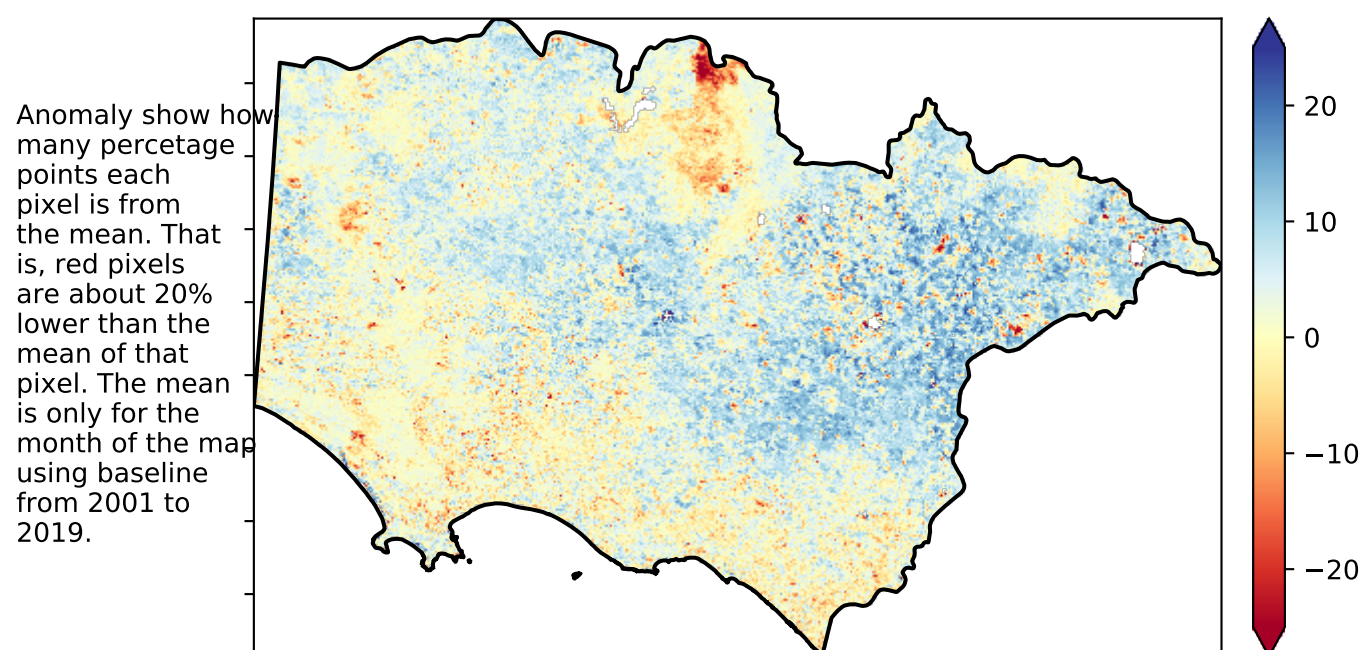 Anomaly show how
many percetage
points each
pixel is from
the mean. That
is, red pixels
are about 20%
lower than the
mean of that
pixel. The mean
is only for the
month of the map
using baseline
from 2001 to
2019.
20
10
0
−10
−20